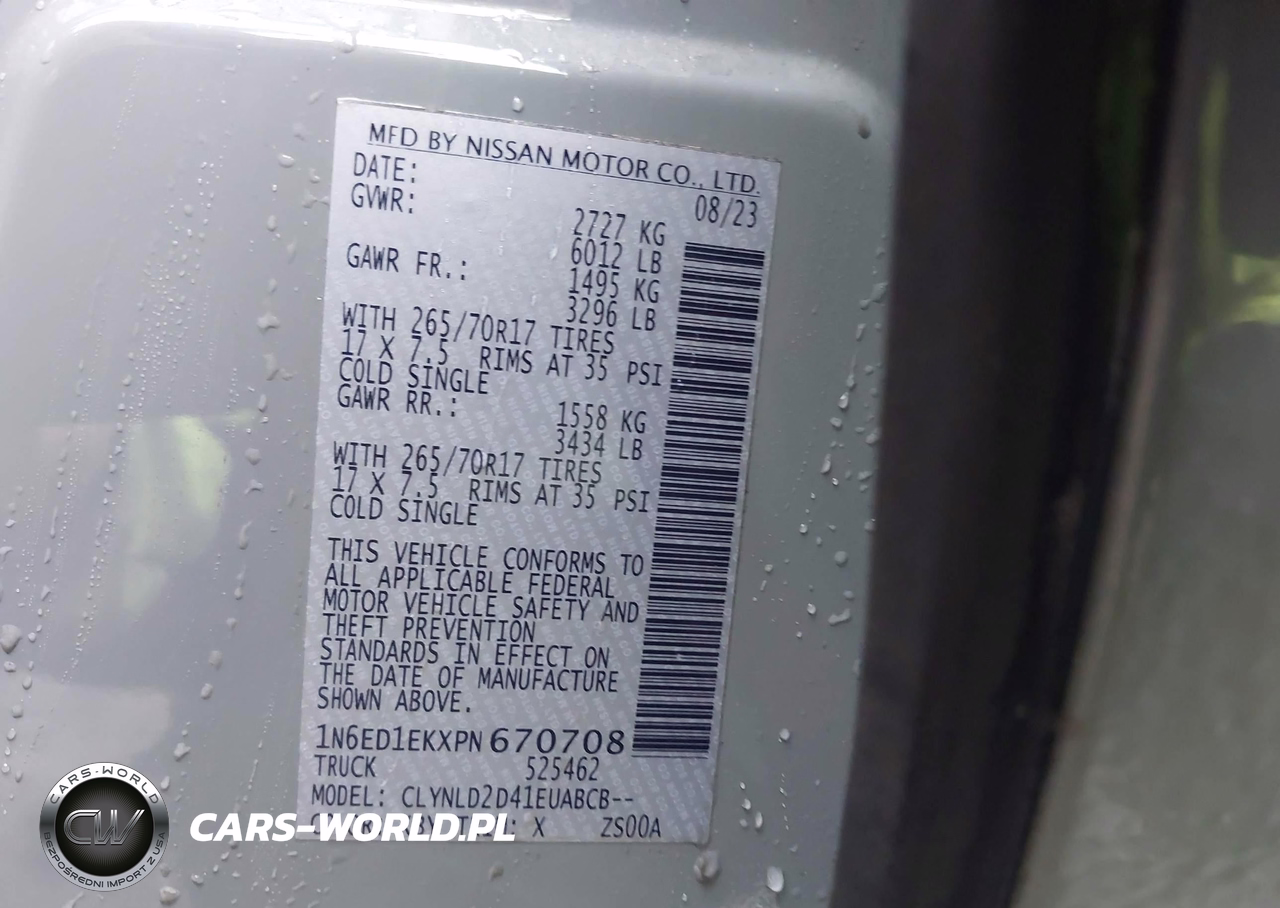 MFD BY NISSAN MOTOR CO., LTD.
DATE: 08/23
GVWR: 2727 KG
6012 LB
GAWR FR.: 1495 KG
3296 LB
WITH 265/70R17 TIRES
17 X 7.5 RIMS AT 35 PSI
COLD SINGLE
GAWR RR.: 1558 KG
3434 LB
WITH 265/70R17 TIRES
17 X 7.5 RIMS AT 35 PSI
COLD SINGLE
THIS VEHICLE CONFORMS TO
ALL APPLICABLE FEDERAL
MOTOR VEHICLE SAFETY AND
THEFT PREVENTION
STANDARDS IN EFFECT ON
THE DATE OF MANUFACTURE
SHOWN ABOVE.
1N6ED1EKXPN670708
TRUCK 525462
MODEL: CLYNLD2D41EUABCB--
X ZS00A
CARS-WORLD
CW
BEZPOŚREDNI IMPORT Z USA
CARS-WORLD.PL